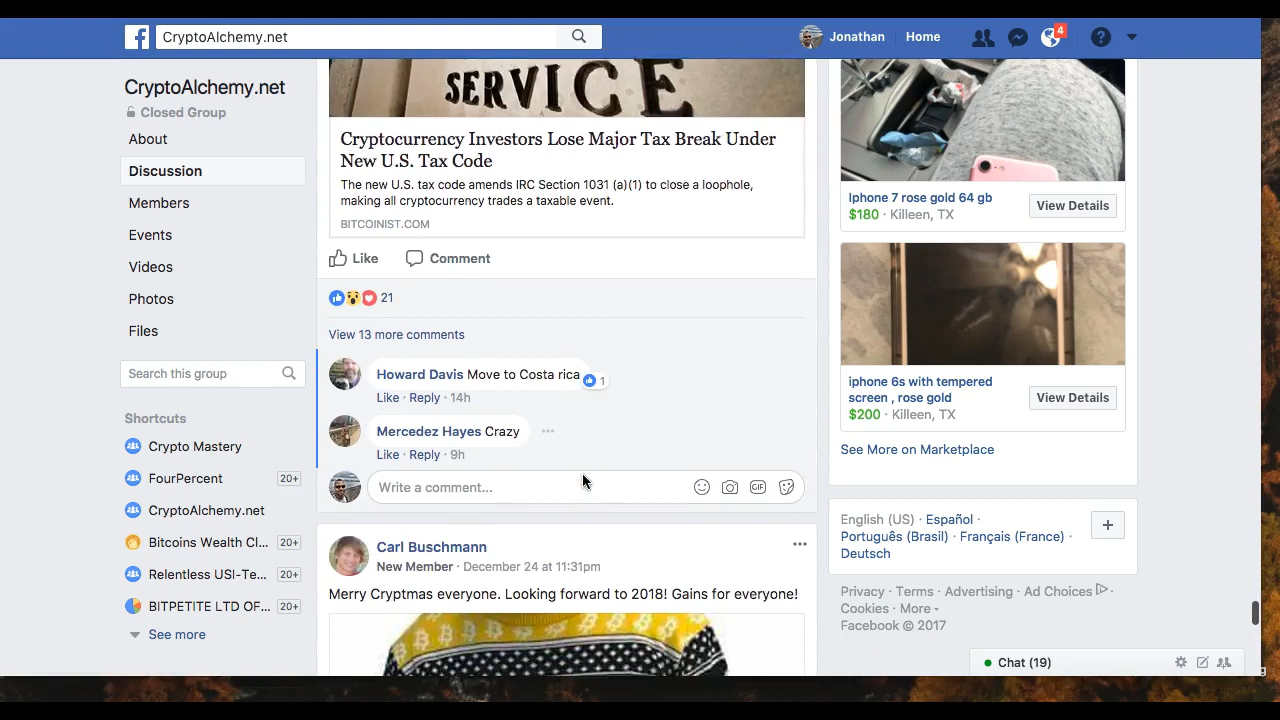 CryptoAlchemy.net
Jonathan
Home
4
CryptoAlchemy.net
Closed Group
About
Discussion
Members
Events
Videos
Photos
Files
Search this group
Shortcuts
Crypto Mastery
FourPercent 20+
CryptoAlchemy.net
Bitcoins Wealth Cl... 20+
Relentless USI-Te... 20+
BITPETITE LTD OF... 20+
See more
SERVICE
Cryptocurrency Investors Lose Major Tax Break Under
New U.S. Tax Code
The new U.S. tax code amends IRC Section 1031 (a)(1) to close a loophole,
making all cryptocurrency trades a taxable event.
BITCOINIST.COM
Like Comment
21
View 13 more comments
Howard Davis Move to Costa rica
1
Like · Reply · 14h
Mercedez Hayes Crazy
Like · Reply · 9h
Write a comment...
GIF
Carl Buschmann
New Member · December 24 at 11:31pm
Merry Cryptmas everyone. Looking forward to 2018! Gains for everyone!
Iphone 7 rose gold 64 gb
$180 · Killeen, TX
View Details
iphone 6s with tempered
screen , rose gold
$200 · Killeen, TX
View Details
See More on Marketplace
English (US) · Español ·
Português (Brasil) · Français (France) ·
Deutsch
Privacy · Terms · Advertising · Ad Choices ·
Cookies · More
Facebook © 2017
Chat (19)